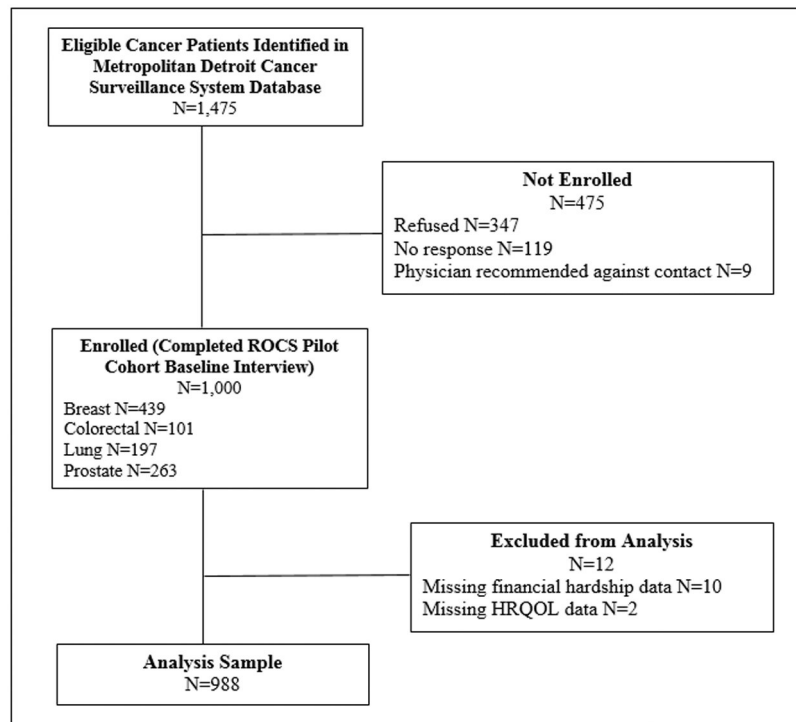 Eligible Cancer Patients Identified in
Metropolitan Detroit Cancer
Surveillance System Database
N=1,475
Not Enrolled
N=475
Refused N=347
No response N=119
Physician recommended against contact N=9
Enrolled (Completed ROCS Pilot
Cohort Baseline Interview)
N=1,000
Breast N=439
Colorectal N=101
Lung N=197
Prostate N=263
Excluded from Analysis
N=12
Missing financial hardship data N=10
Missing HRQOL data N=2
Analysis Sample
N=988